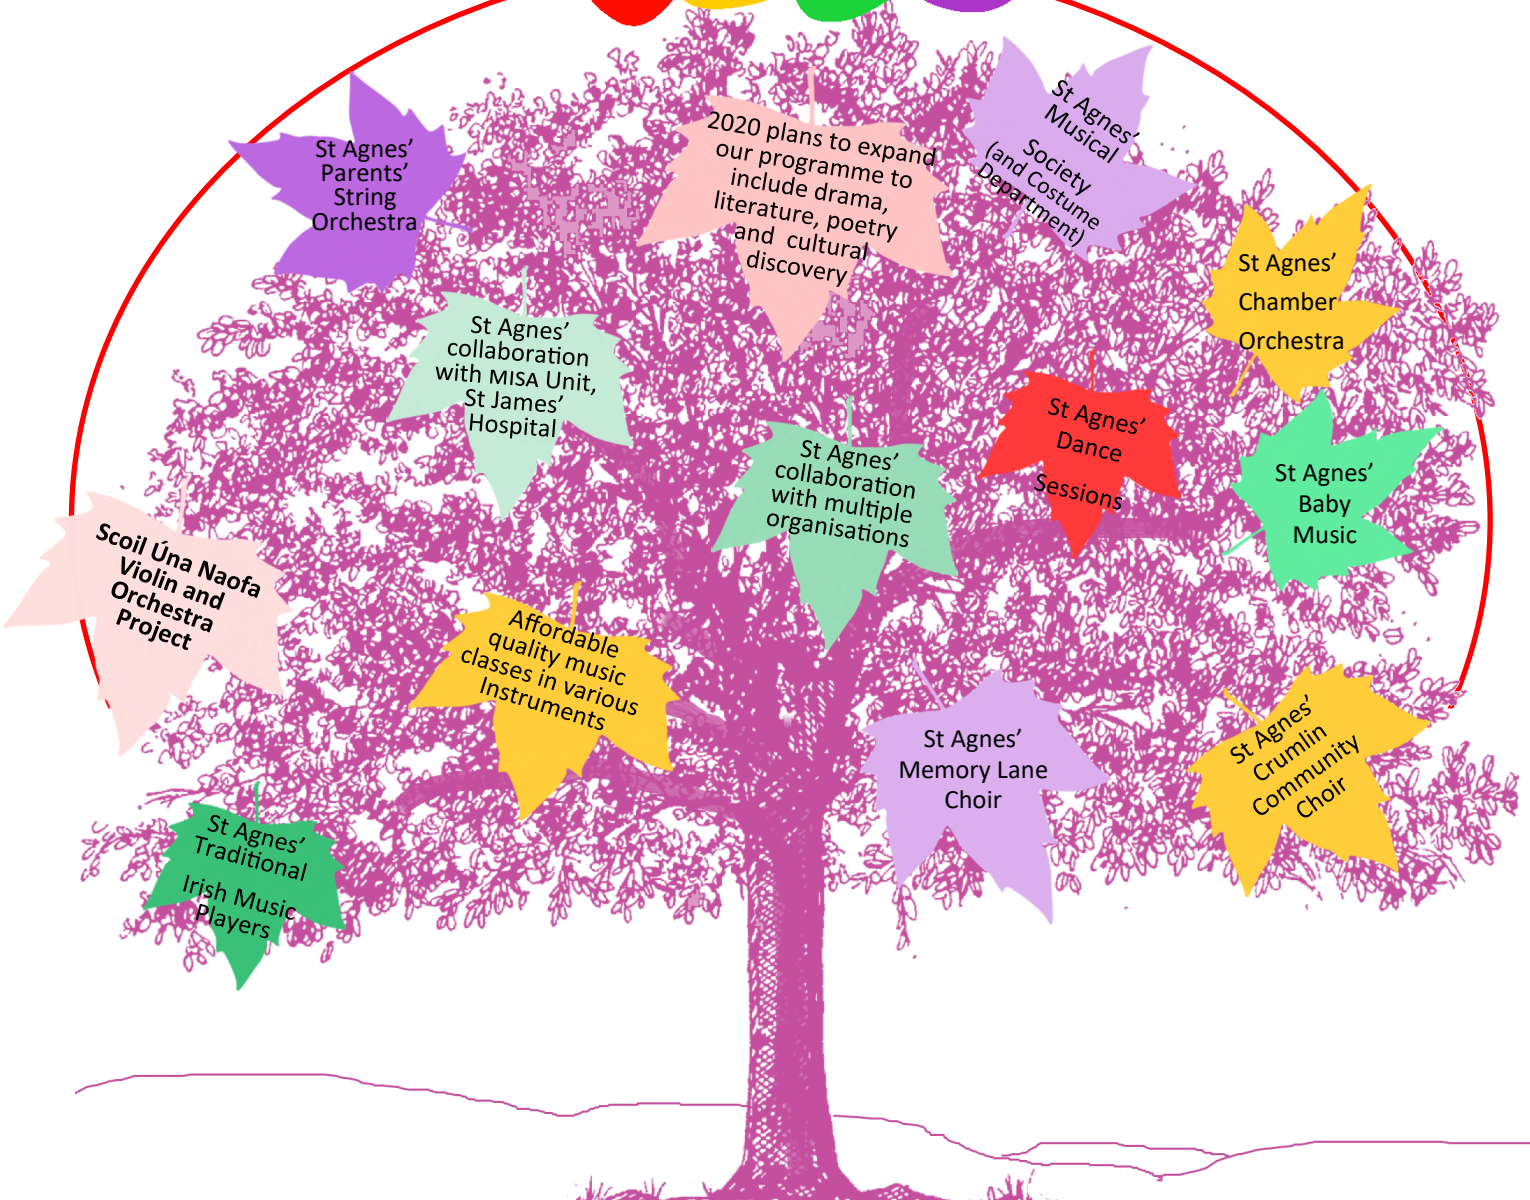 St Agnes’
Parents’
String
Orchestra
2020 plans to expand
our programme to
include drama,
literature, poetry
and cultural
discovery
St Agnes’
Musical
Society
(and Costume
Department)
St Agnes’
Chamber
Orchestra
St Agnes’
collaboration
with MISA Unit,
St James’
Hospital
St Agnes’
collaboration
with multiple
organisations
St Agnes’
Dance
Sessions
St Agnes’
Baby
Music
Scoil Úna Naofa
Violin and
Orchestra
Project
Affordable
quality music
classes in various
Instruments
St Agnes’
Memory Lane
Choir
St Agnes’
Crumlin
Community
Choir
St Agnes’
Traditional
Irish Music
Players